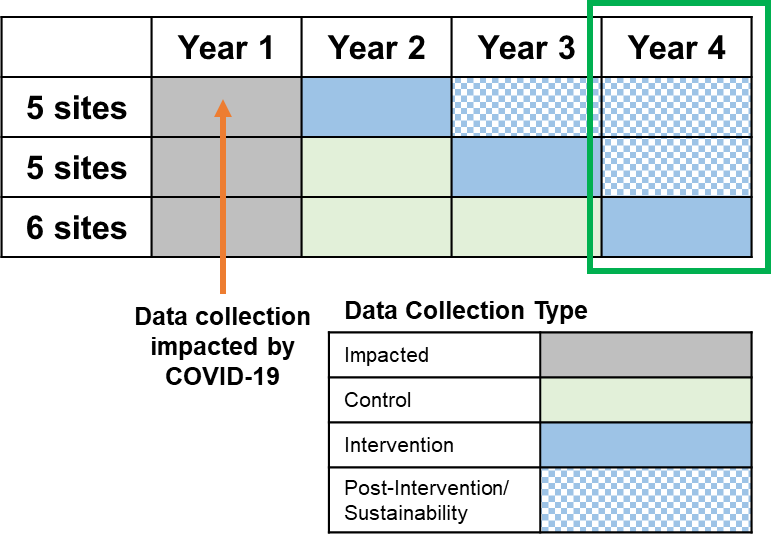 Year 1 Year 2 Year 3 Year 4
5 sites
5 sites
6 sites
Data collection
impacted by
COVID-19
Data Collection Type
Impacted
Control
Intervention
Post-Intervention/
Sustainability